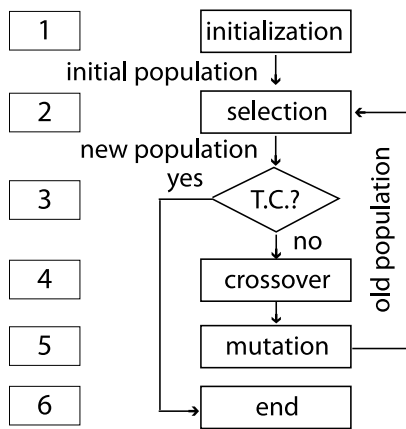 1
initialization
initial population
2
selection
new population
yes
3
T.C.?
no
old population
4
crossover
5
mutation
6
end